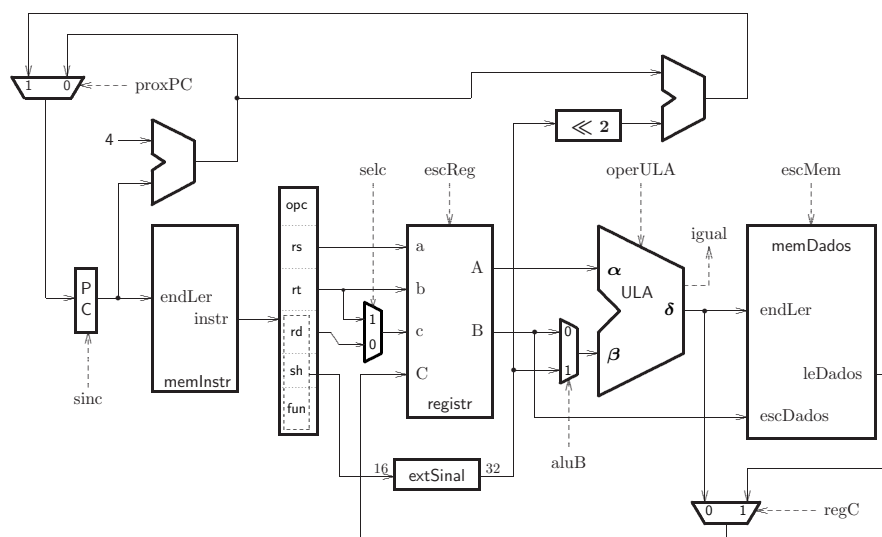 1 0
proxPC
4
≪ 2
selc
escReg
operULA
escMem
opc
igual
rs
a
memDados
rt
A
α
ULA
P
C
endLer
b
instr
1
rd
c
B
0
δ
endLer
0
β
sh
C
1
leDados
memInstr
sinc
fun
registr
escDados
aluB
16
extSinal
32
0 1
regC